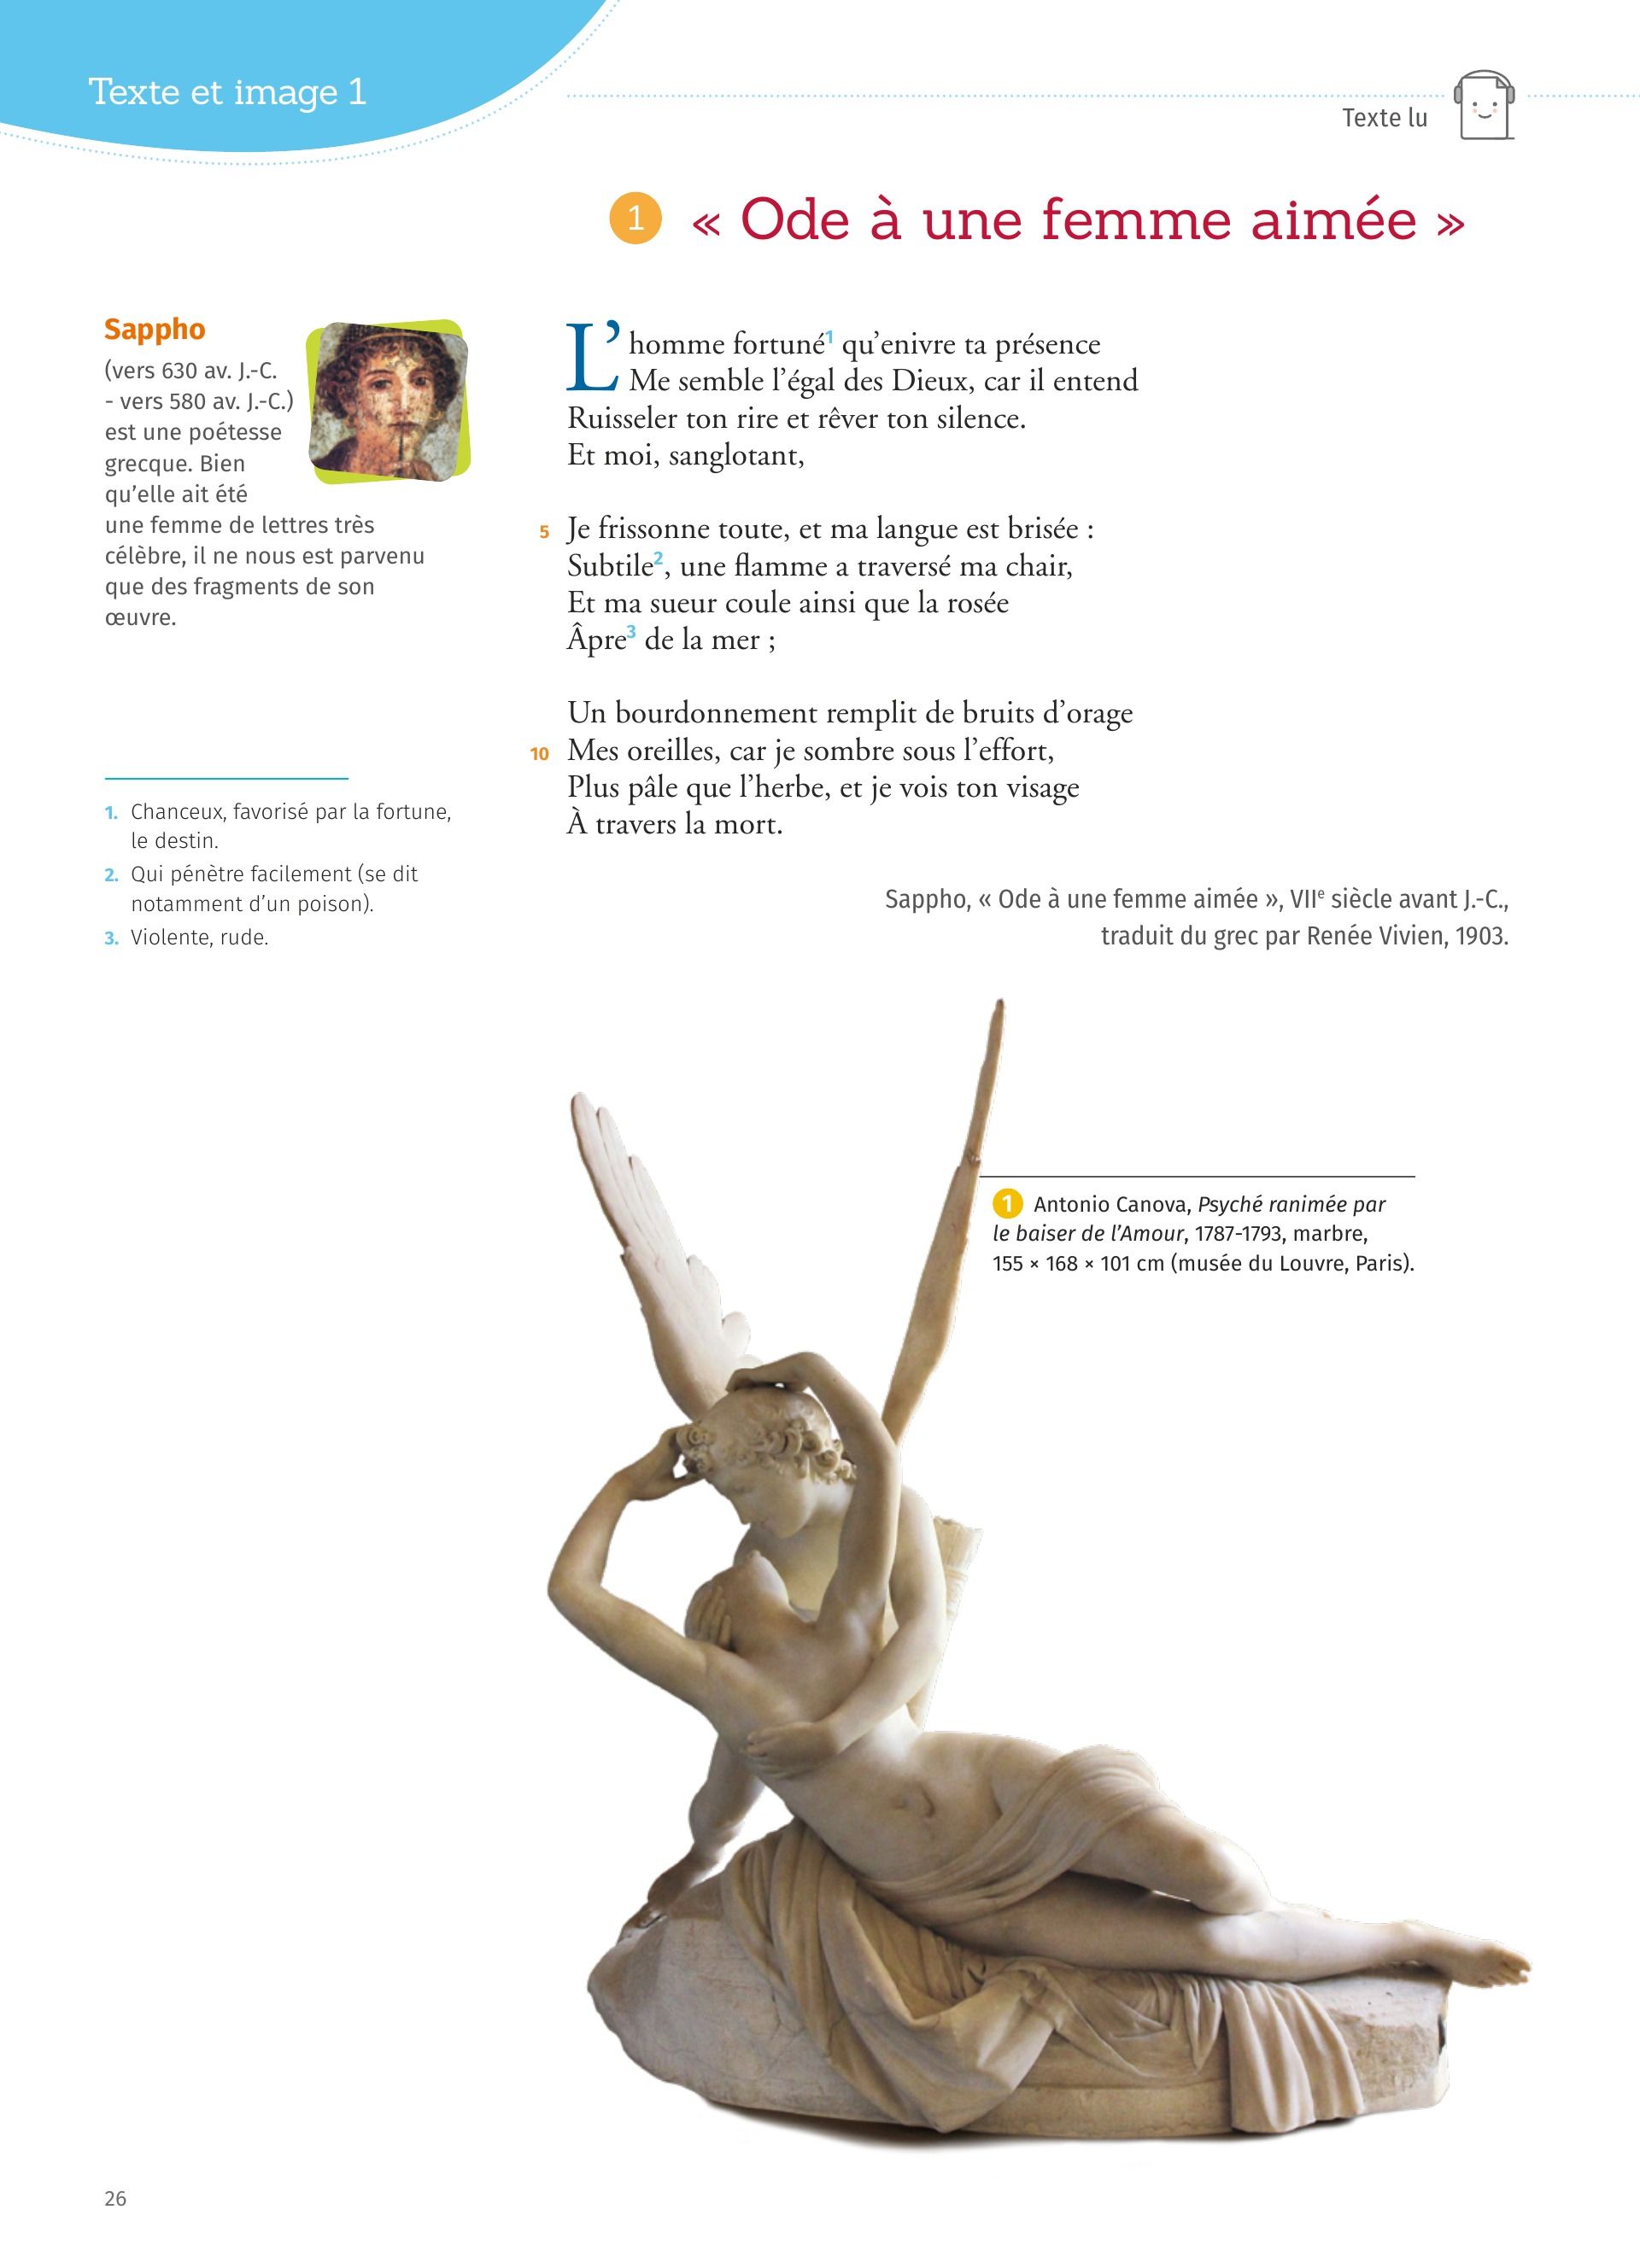 Texte et image 1
Texte lu
1 « Ode à une femme aimée »
Sappho
(vers 630 av. J.-C.
- vers 580 av. J.-C.)
est une poétesse
grecque. Bien
qu’elle ait été
une femme de lettres très
célèbre, il ne nous est parvenu
que des fragments de son
œuvre.
1. Chanceux, favorisé par la fortune,
le destin.
2. Qui pénètre facilement (se dit
notamment d’un poison).
3. Violente, rude.
L’homme fortuné1 qu’enivre ta présence
Me semble l’égal des Dieux, car il entend
Ruisseler ton rire et rêver ton silence.
Et moi, sanglotant,
5 Je frissonne toute, et ma langue est brisée :
Subtile2, une flamme a traversé ma chair,
Et ma sueur coule ainsi que la rosée
Âpre3 de la mer ;
Un bourdonnement remplit de bruits d’orage
10 Mes oreilles, car je sombre sous l’effort,
Plus pâle que l’herbe, et je vois ton visage
À travers la mort.
Sappho, « Ode à une femme aimée », VIIe siècle avant J.-C.,
traduit du grec par Renée Vivien, 1903.
1 Antonio Canova, Psyché ranimée par
le baiser de l’Amour, 1787-1793, marbre,
155 × 168 × 101 cm (musée du Louvre, Paris).
26